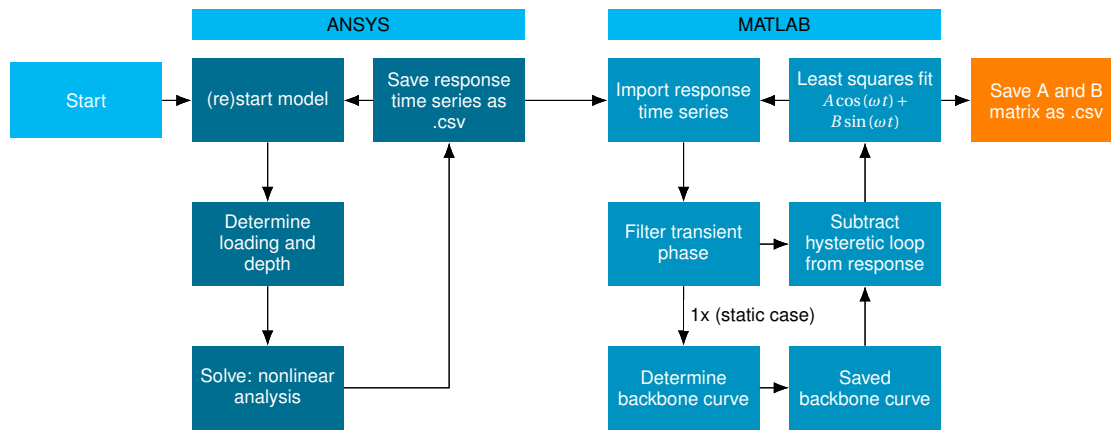 ANSYS
MATLAB
Start
(re)start model
Save response
time series as
.csv
Import response
time series
Least squares fit
A cos (ωt) +
B sin (ωt)
Save A and B
matrix as .csv
Determine
loading and
depth
Filter transient
phase
Subtract
hysteretic loop
from response
1x (static case)
Solve: nonlinear
analysis
Determine
backbone curve
Saved
backbone curve